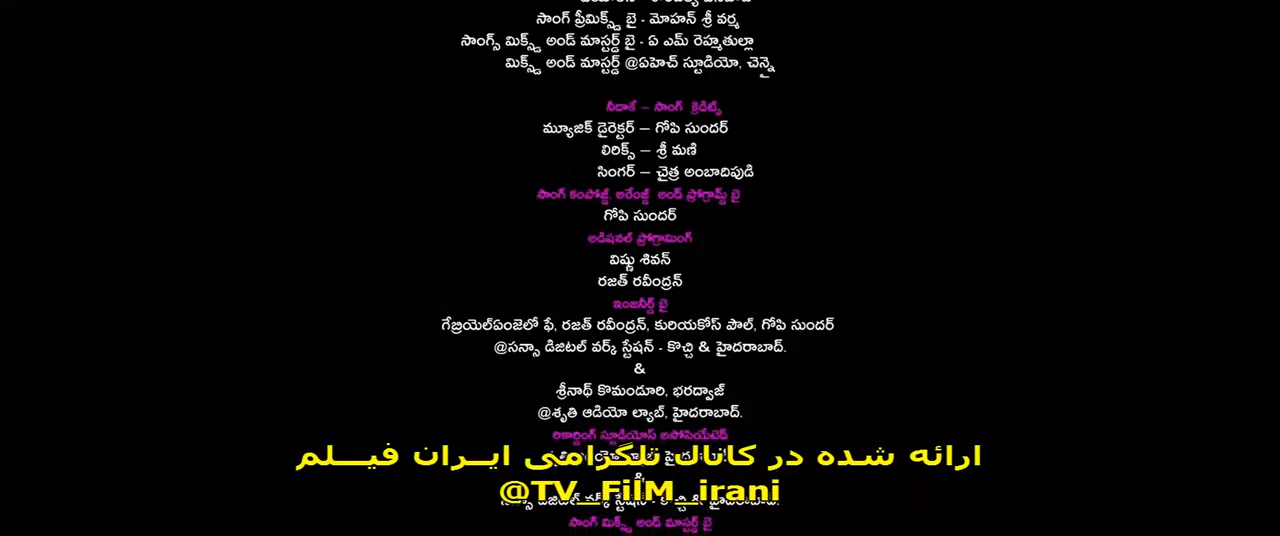 సాంగ్ ప్రీమిక్స్డ్ బై - మోహన్ శ్రీ వర్మ
సాంగ్స్ మిక్స్డ్ అండ్ మాస్టర్డ్ బై - ఏ ఎమ్ రెహ్మతుల్లా
మిక్స్డ్ అండ్ మాస్టర్డ్ @ఏహెచ్ స్టూడియో, చెన్నై
నీదాకే – సాంగ్ క్రెడిట్స్
మ్యూజిక్ డైరెక్టర్ – గోపి సుందర్
లిరిక్స్ – శ్రీ మణి
సింగర్ – చైత్ర అంబాదిపుడి
సాంగ్ కంపోజ్డ్, అరేంజ్డ్ అండ్ ప్రోగ్రామ్డ్ బై
గోపి సుందర్
అడిషనల్ ప్రోగ్రామింగ్
విష్ణు శివన్
రజత్ రవీంద్రన్
ఇంజనీర్డ్ బై
గేబ్రియెల్ఏంజెలో ఫే, రజత్ రవీంద్రన్, కురియకోస్ పౌల్, గోపి సుందర్
@సన్సా డిజిటల్ వర్క్ స్టేషన్ - కొచ్చి & హైదరాబాద్.
&
శ్రీనాథ్ కొమండూరి, భరద్వాజ్
@శృతి ఆడియో ల్యాబ్, హైదరాబాద్.
రికార్డింగ్ స్టూడియోస్ అసోసియేటెడ్
ارائه شده در کانال تلگرامی ایــران فیــلم
@TV_FilM_irani
సాంగ్ మిక్స్డ్ అండ్ మాస్టర్డ్ బై